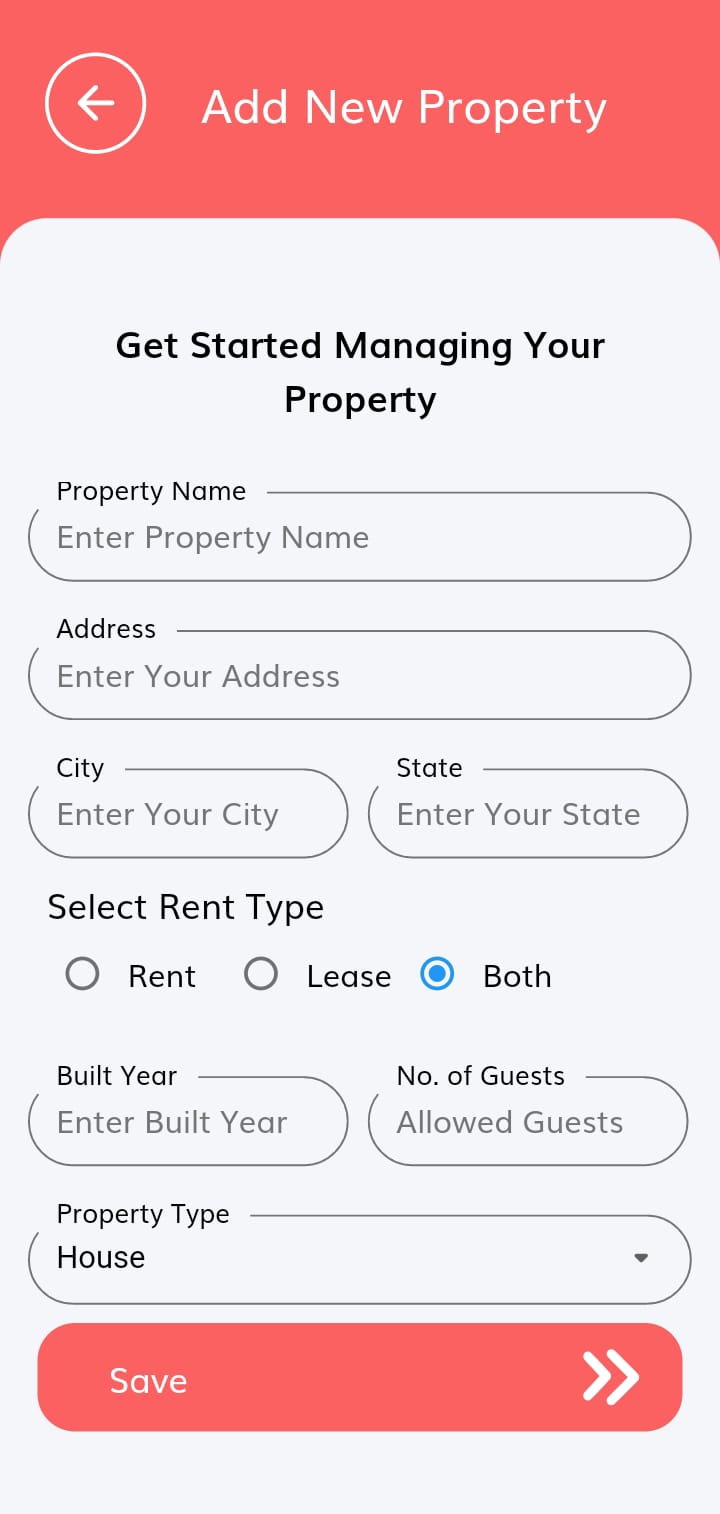 Add New Property
Get Started Managing Your
Property
Property Name
Enter Property Name
Address
Enter Your Address
City
Enter Your City
State
Enter Your State
Select Rent Type
Rent
Lease
Both
Built Year
Enter Built Year
No. of Guests
Allowed Guests
Property Type
House
Save